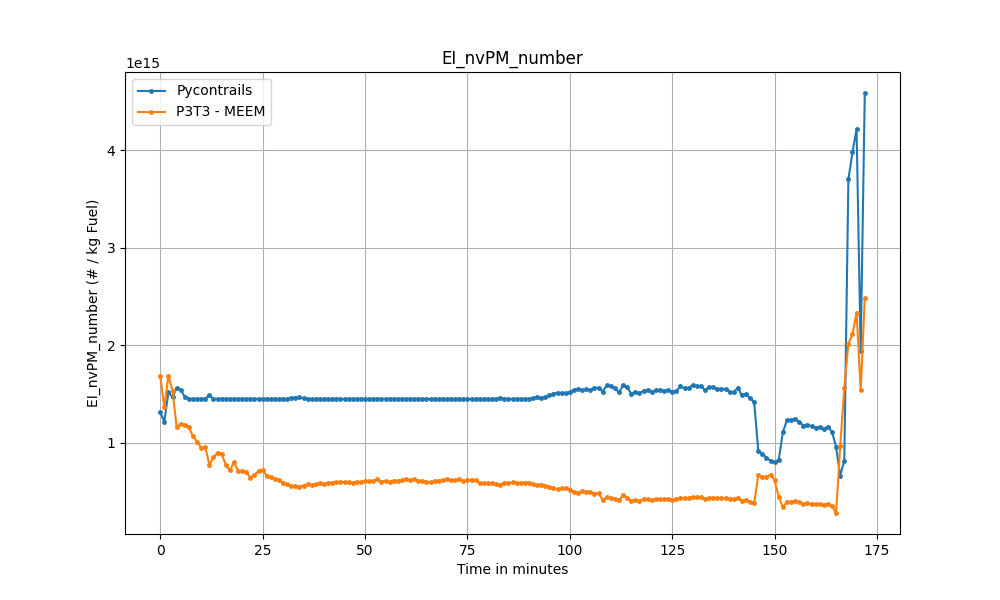 EI_nvPM_number
1e15
Pycontrails
P3T3 - MEEM
EI_nvPM_number (# / kg Fuel)
4
3
2
1
0 25 50 75 100 125 150 175
Time in minutes